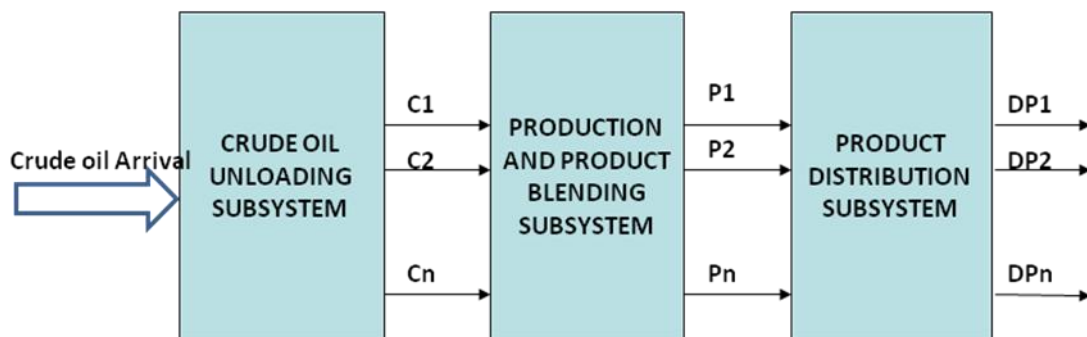 Crude oil Arrival
CRUDE OIL
UNLOADING
SUBSYSTEM
C1
C2
Cn
PRODUCTION
AND PRODUCT
BLENDING
SUBSYSTEM
P1
P2
Pn
PRODUCT
DISTRIBUTION
SUBSYSTEM
DP1
DP2
DPn